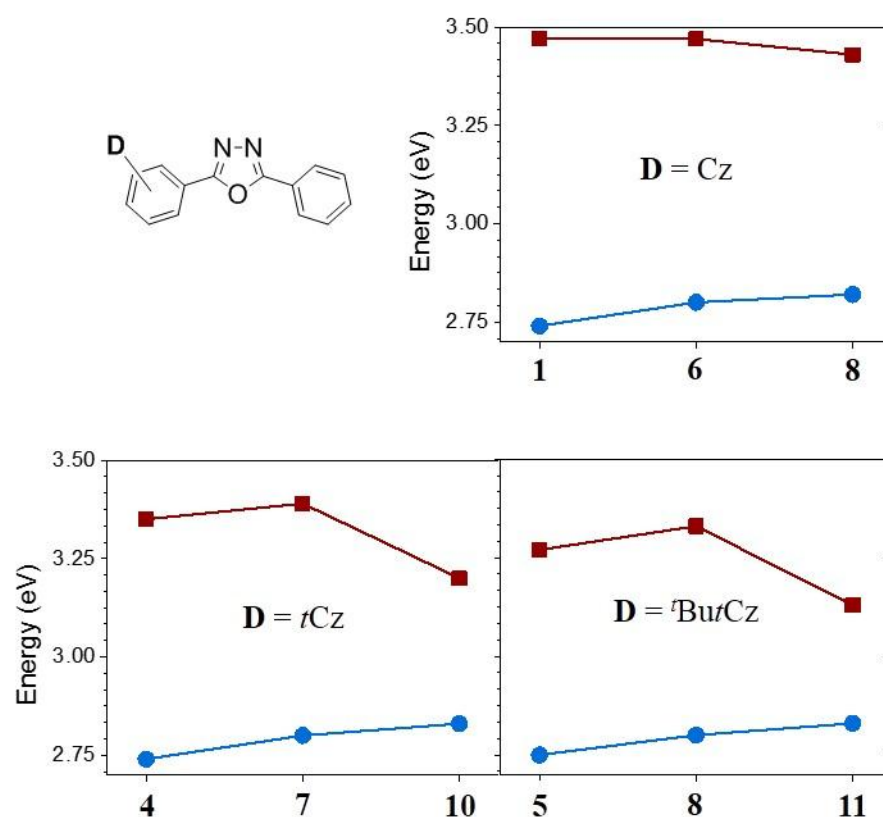 3.50
3.25
3.00
2.75
Energy (eV)
D = Cz
1 6 8
D
N-N
O
3.50
3.25
3.00
2.75
Energy (eV)
D = tCz
4 7 10
D = tButCz
5 8 11